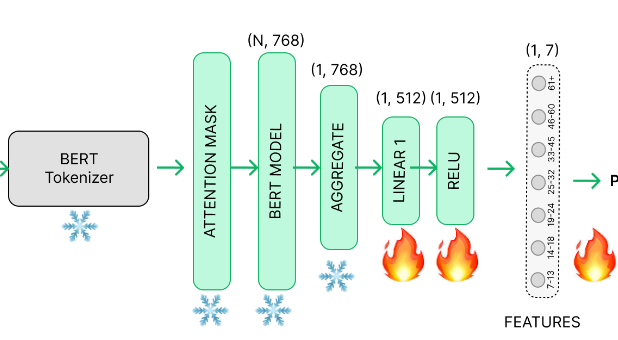 BERT
Tokenizer
ATTENTION MASK
(N, 768)
BERT MODEL
(1, 768)
AGGREGATE
(1, 512)
LINEAR 1
(1, 512)
RELU
(1, 7)
61+
46-60
33-45
25-32
19-24
14-18
7-13
FEATURES
P